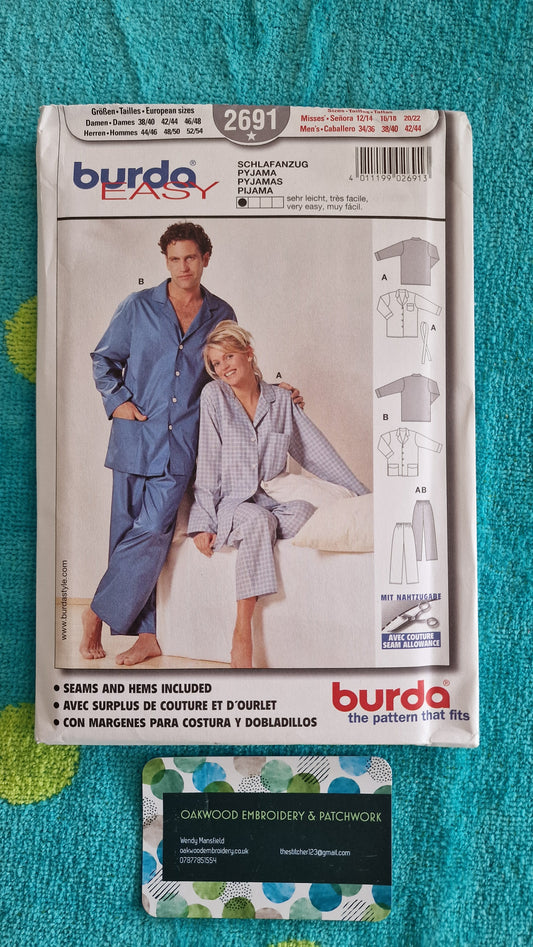 Größen • Tailles • European sizes
Damen • Dames 38/40 42/44 46/48
Herren • Hommes 44/46 48/50 52/54
2691
Sizes • Tailles • Tallas
Misses' • Señora 12/14 16/18 20/22
Men's • Caballero 34/36 38/40 42/44
burda®
EASY
SCHLAFANZUG
PYJAMA
PYJAMAS
PIJAMA
sehr leicht, très facile,
very easy, muy fácil.
4 011199 026913
B
A
A
A
B
AB
www.burdastyle.com
MIT NAHTZUGABE
AVEC COUTURE
SEAM ALLOWANCE
• SEAMS AND HEMS INCLUDED
• AVEC SURPLUS DE COUTURE ET D'OURLET
• CON MARGENES PARA COSTURA Y DOBLADILLOS
burda®
the pattern that fits
OAKWOOD EMBROIDERY & PATCHWORK
Wendy Mansfield
oakwoodembroidery.co.uk
thestitcher123@gmail.com
07877851554